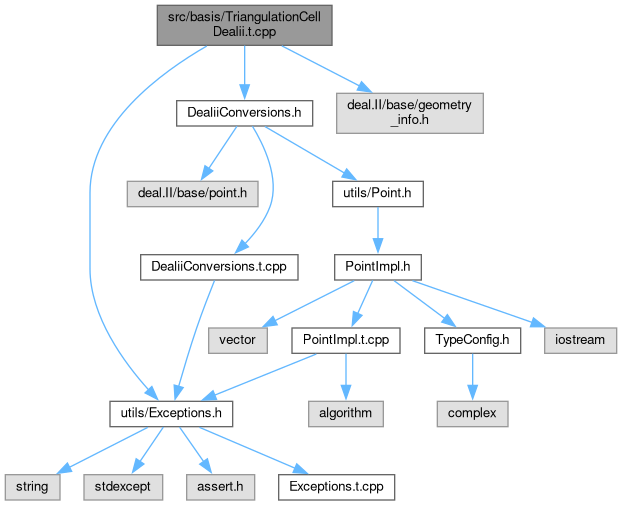 src/basis/TriangulationCell
Dealii.t.cpp
DealiiConversions.h
deal.II/base/geometry
_info.h
deal.II/base/point.h
utils/Point.h
DealiiConversions.t.cpp
PointImpl.h
vector
PointImpl.t.cpp
TypeConfig.h
iostream
utils/Exceptions.h
algorithm
complex
string
stdexcept
assert.h
Exceptions.t.cpp